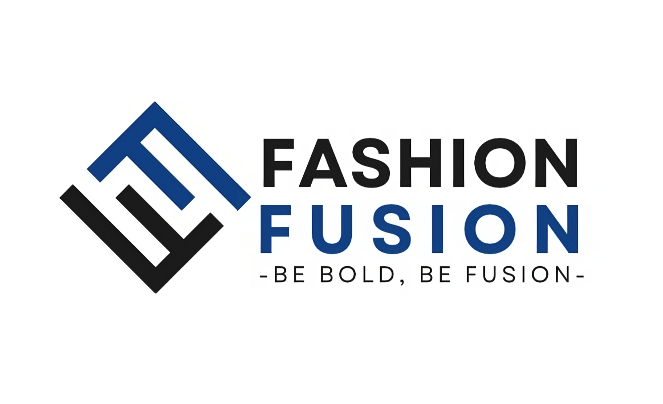 FASHION
FUSION
-BE BOLD, BE FUSION-